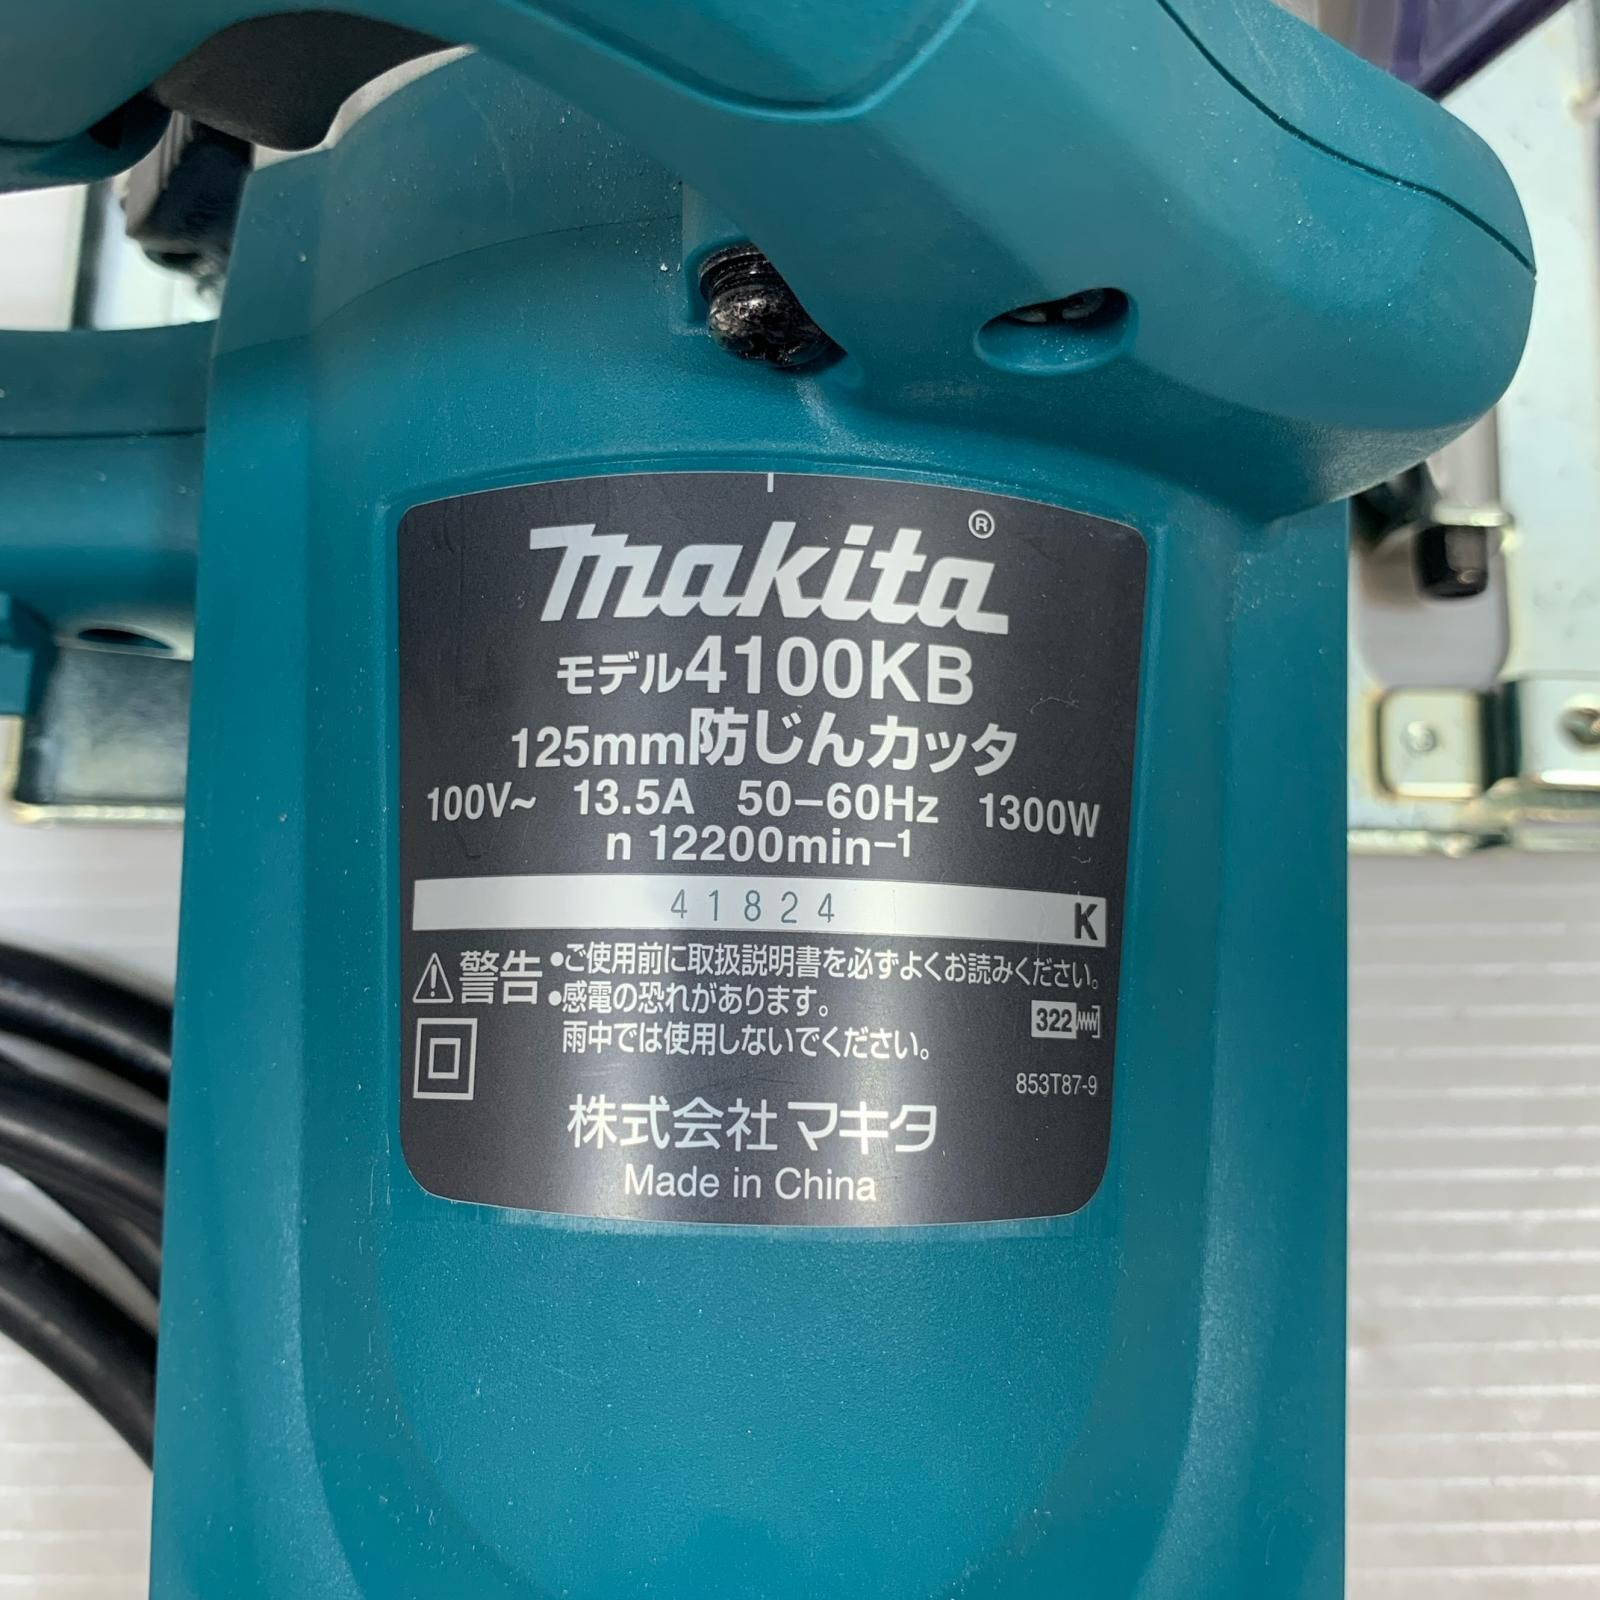 makita®
モデル4100KB
125mm防じんカッタ
100V~ 13.5A 50–60Hz 1300W
n 12200min⁻¹
41824 K
警告 •ご使用前に取扱説明書を必ずよくお読みください。
•感電の恐れがあります。
雨中では使用しないでください。
322
853T87-9
株式会社マキタ
Made in China